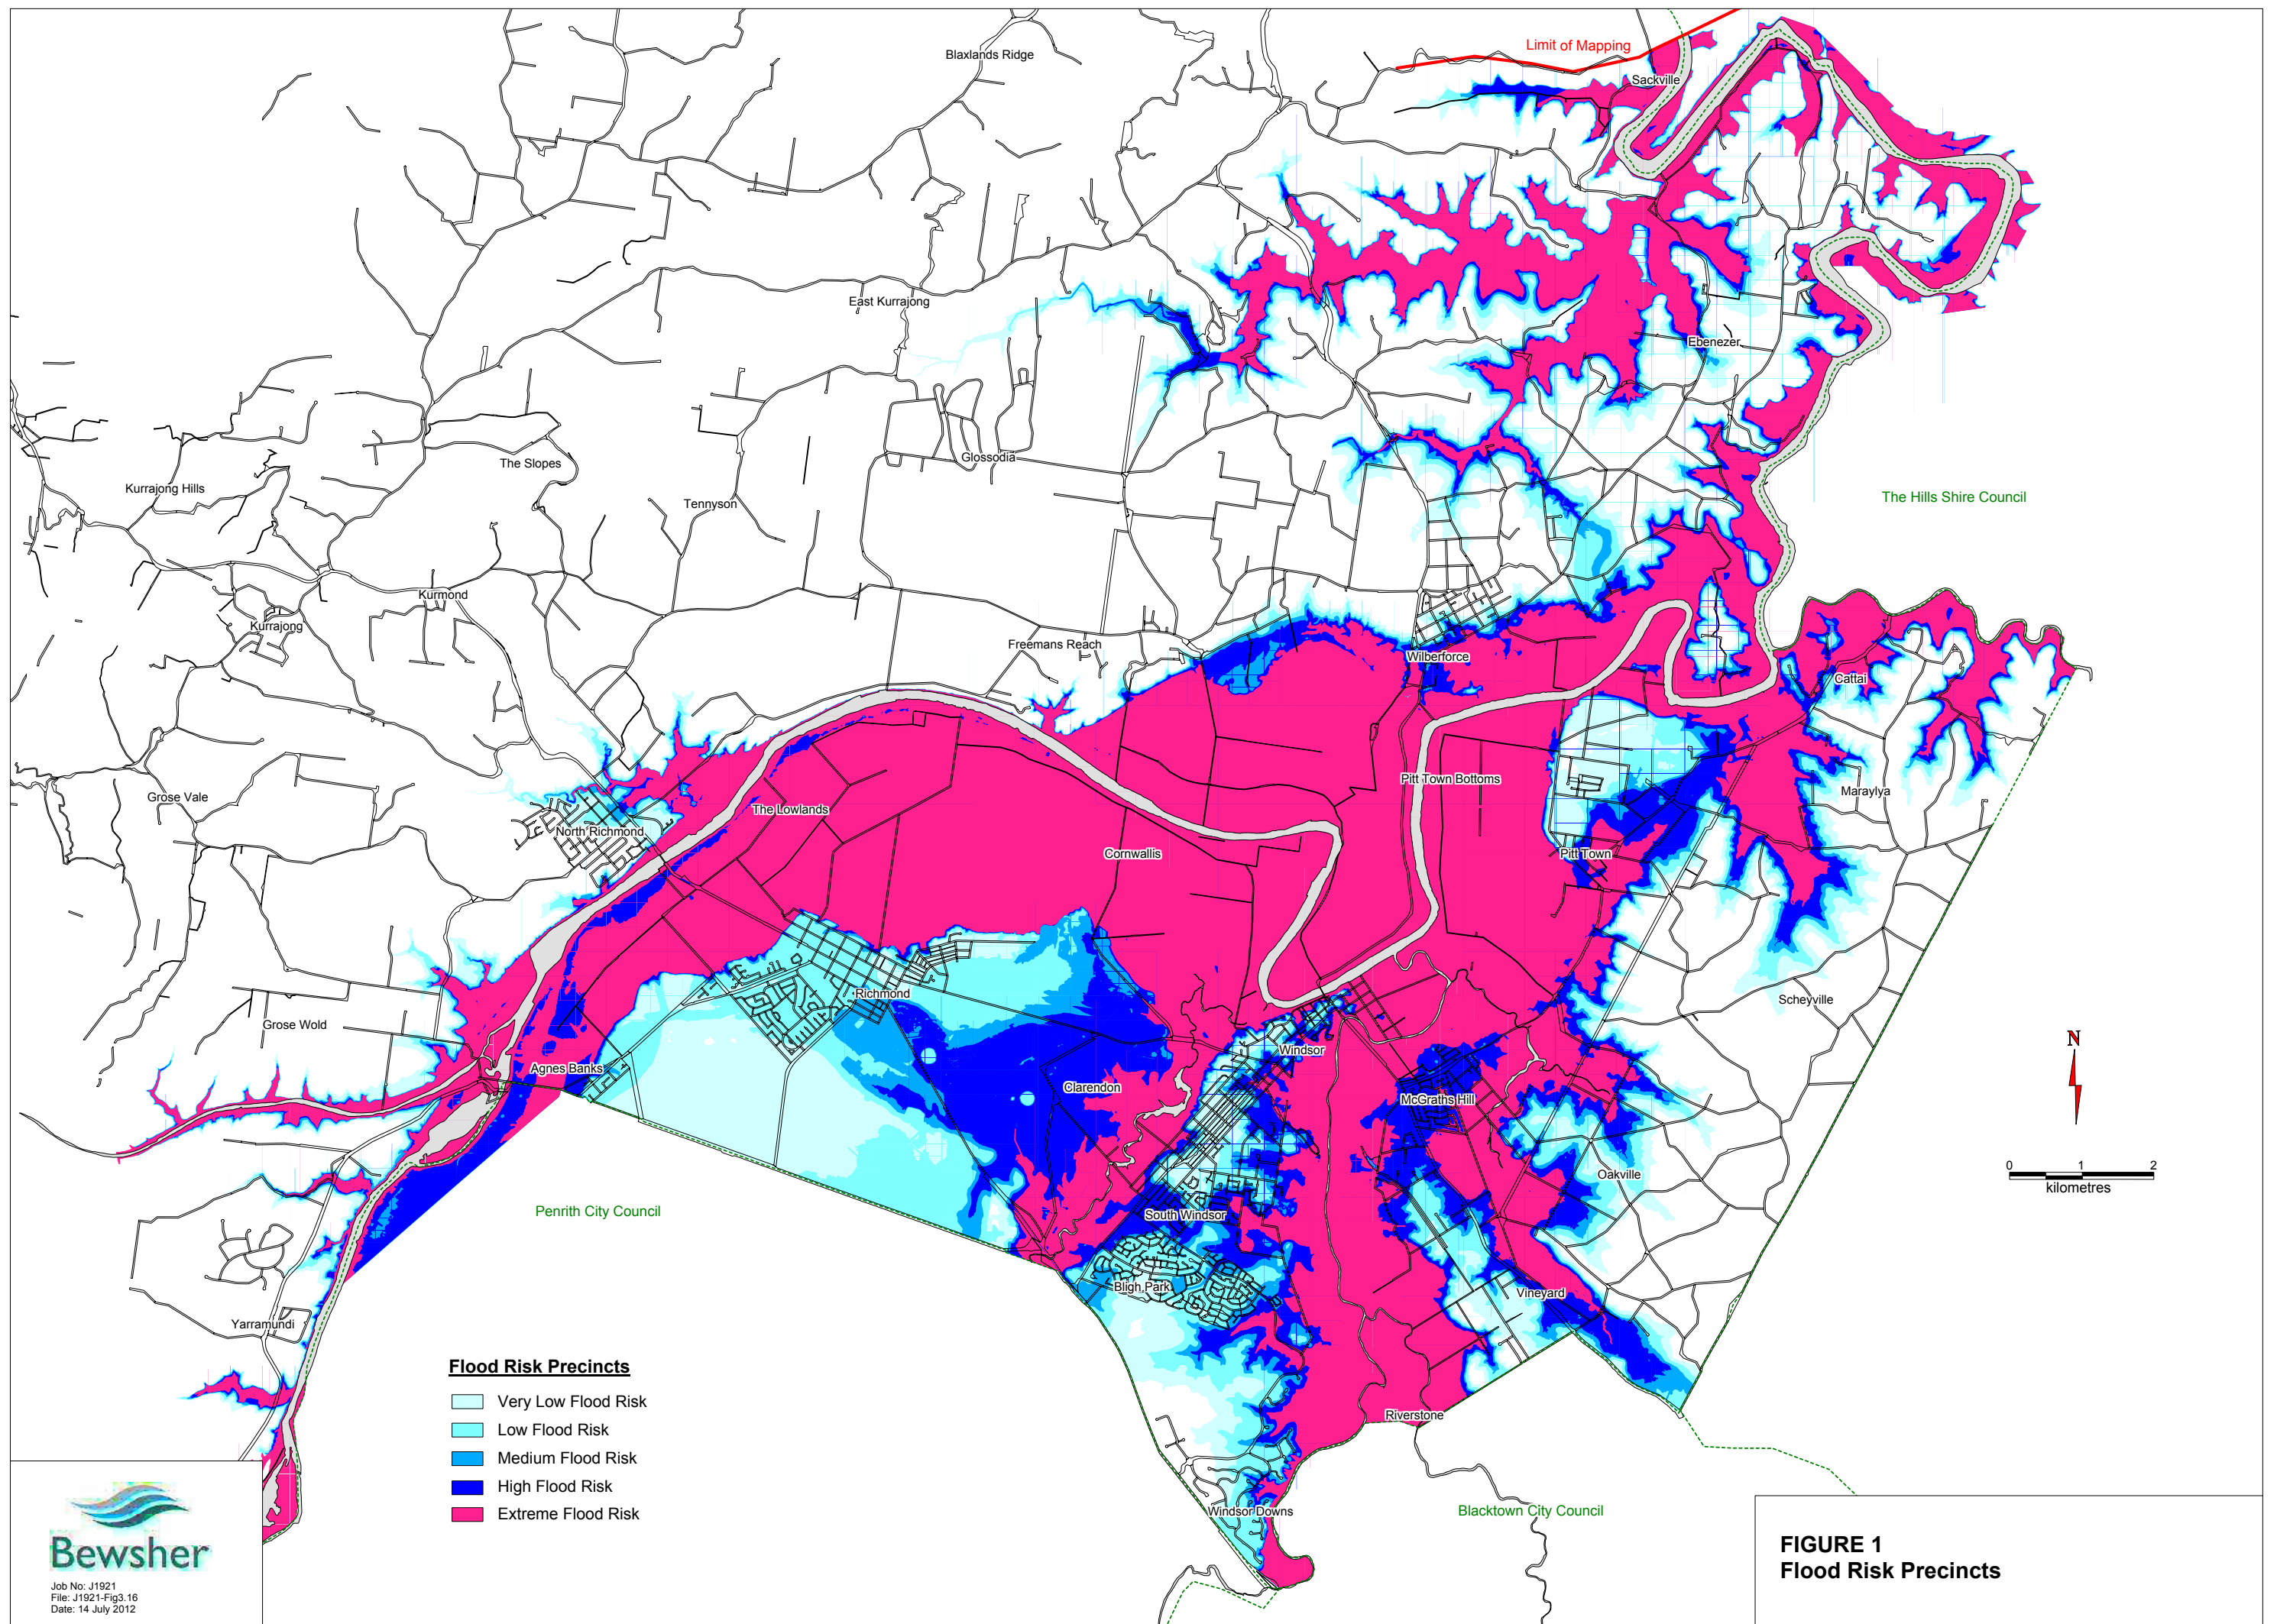 Limit of Mapping
Blaxlands Ridge
Sackville
East Kurrajong
Ebenezer
Glossodia
The Slopes
Kurrajong Hills
Tennyson
The Hills Shire Council
Kurmond
Kurrajong
Freemans Reach
Wilberforce
Cattai
Pitt Town Bottoms
Maraylya
Grose Vale
The Lowlands
North Richmond
Cornwallis
Pitt Town
Richmond
Scheyville
Grose Wold
Windsor
Agnes Banks
Clarendon
McGraths Hill
Oakville
N
0 1 2
kilometres
Penrith City Council
South Windsor
Bligh Park
Vineyard
Yarramundi
Riverstone
Windsor Downs
Blacktown City Council
Flood Risk Precincts
Very Low Flood Risk
Low Flood Risk
Medium Flood Risk
High Flood Risk
Extreme Flood Risk
Bewsher
Job No: J1921
File: J1921-Fig3.16
Date: 14 July 2012
FIGURE 1
Flood Risk Precincts